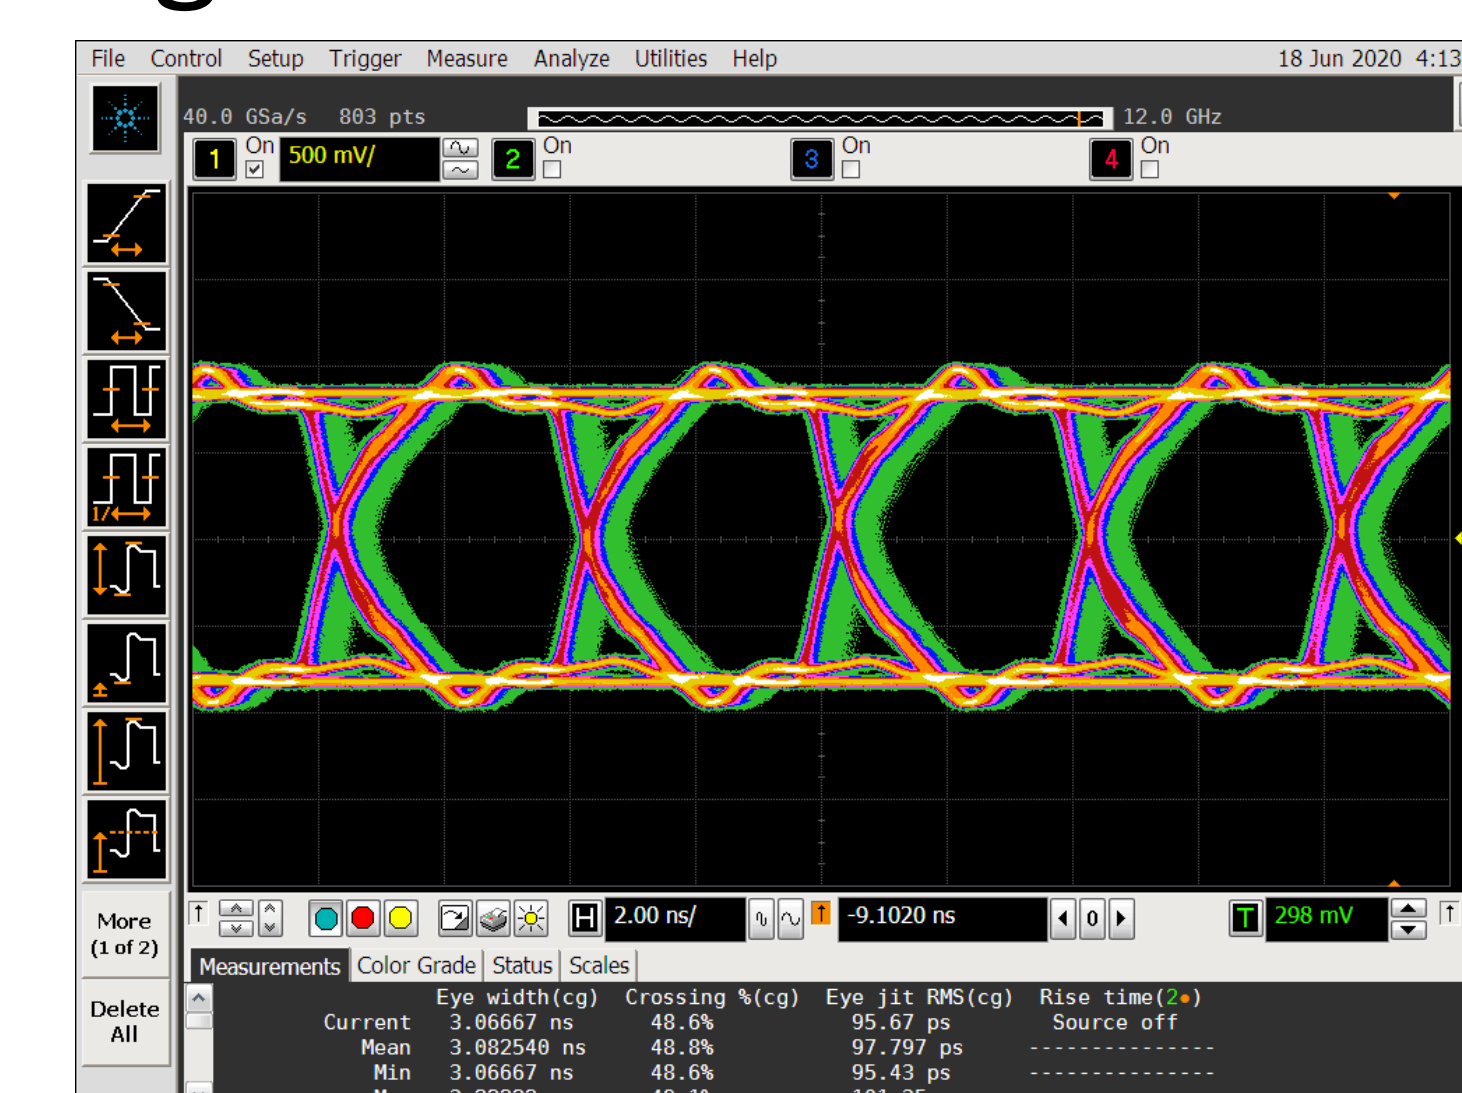 File Control Setup Trigger Measure Analyze Utilities Help 18 Jun 2020 4:13
40.0 GSa/s 803 pts 12.0 GHz
1 On 500 mV/ 2 On 3 On 4 On
1/
More
(1 of 2)
Delete
All
H 2.00 ns/ -9.1020 ns 0 T 298 mV
Measurements Color Grade Status Scales
Eye width(cg) Crossing %(cg) Eye jit RMS(cg) Rise time(2●)
Current 3.06667 ns 48.6% 95.67 ps Source off
Mean 3.082540 ns 48.8% 97.797 ps ---------------
Min 3.06667 ns 48.6% 95.43 ps ---------------